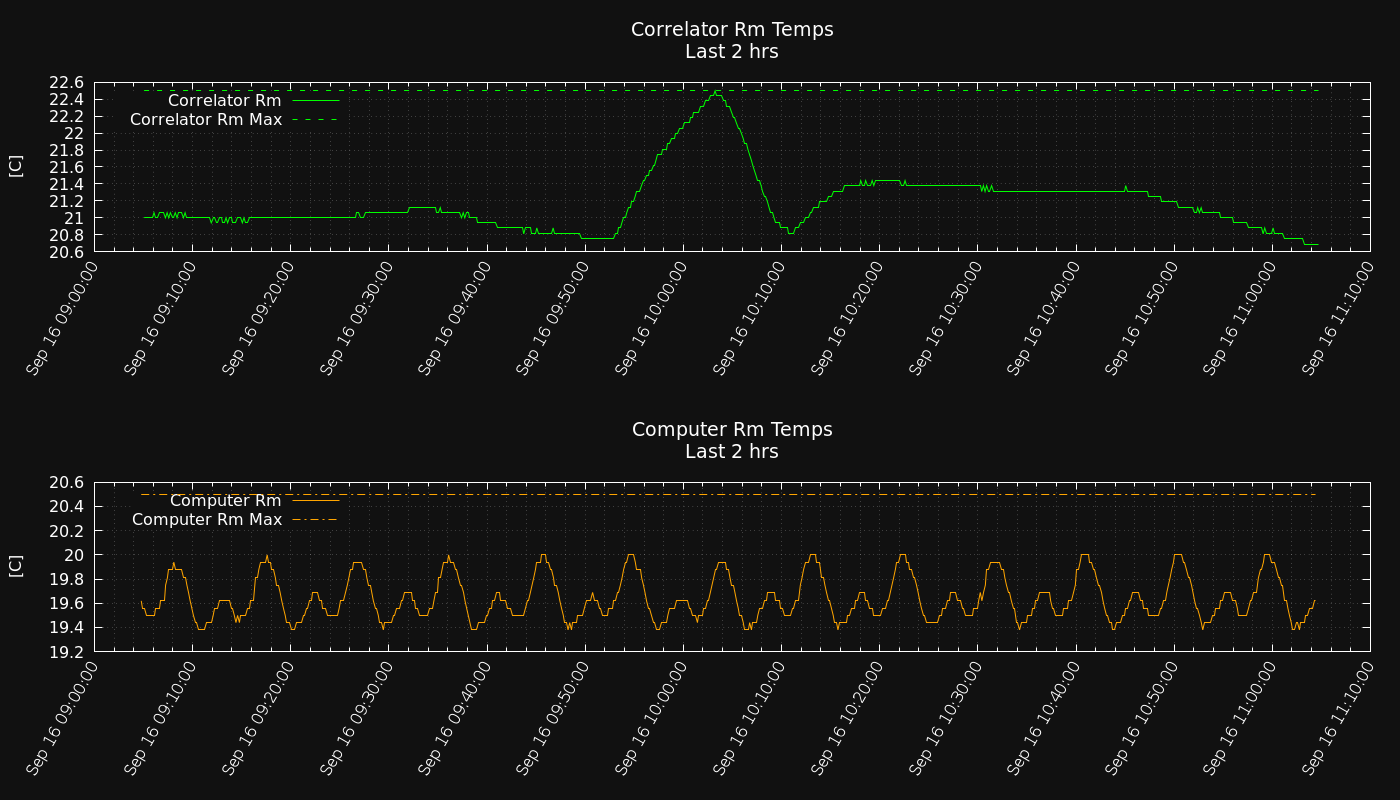 Correlator Rm Temps
Last 2 hrs
22.6
22.4
22.2
22
21.8
21.6
21.4
21.2
21
20.8
20.6
[C]
Correlator Rm
Correlator Rm Max
Sep 16 09:00:00
Sep 16 09:10:00
Sep 16 09:20:00
Sep 16 09:30:00
Sep 16 09:40:00
Sep 16 09:50:00
Sep 16 10:00:00
Sep 16 10:10:00
Sep 16 10:20:00
Sep 16 10:30:00
Sep 16 10:40:00
Sep 16 10:50:00
Sep 16 11:00:00
Sep 16 11:10:00
Computer Rm Temps
Last 2 hrs
20.6
20.4
20.2
20
19.8
19.6
19.4
19.2
[C]
Computer Rm
Computer Rm Max
Sep 16 09:00:00
Sep 16 09:10:00
Sep 16 09:20:00
Sep 16 09:30:00
Sep 16 09:40:00
Sep 16 09:50:00
Sep 16 10:00:00
Sep 16 10:10:00
Sep 16 10:20:00
Sep 16 10:30:00
Sep 16 10:40:00
Sep 16 10:50:00
Sep 16 11:00:00
Sep 16 11:10:00